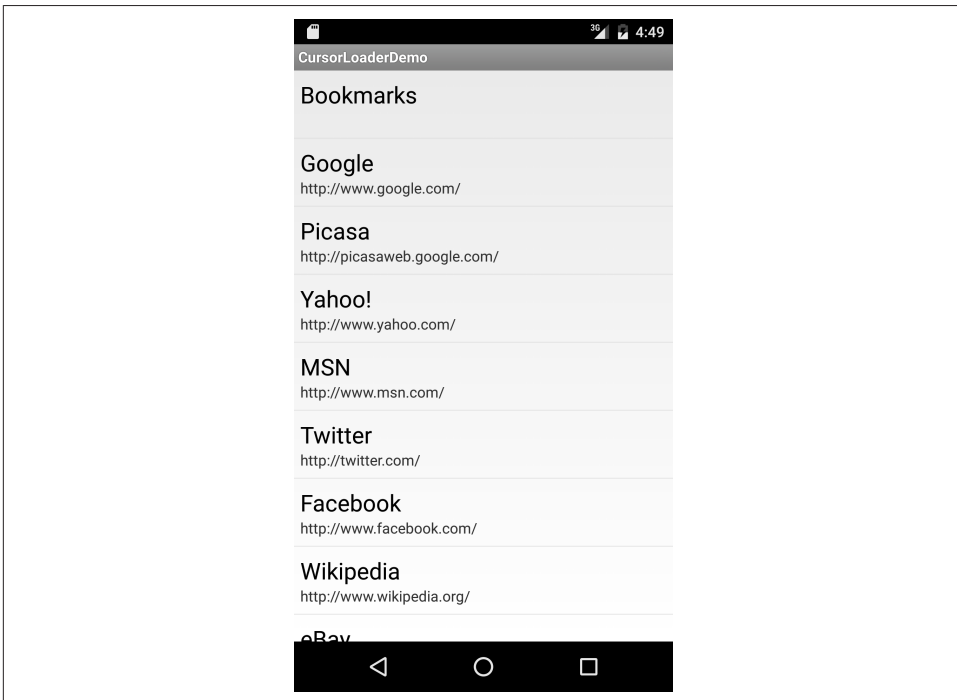 3G 4:49
CursorLoaderDemo
Bookmarks
Google
http://www.google.com/
Picasa
http://picasaweb.google.com/
Yahoo!
http://www.yahoo.com/
MSN
http://www.msn.com/
Twitter
http://twitter.com/
Facebook
http://www.facebook.com/
Wikipedia
http://www.wikipedia.org/
eBay